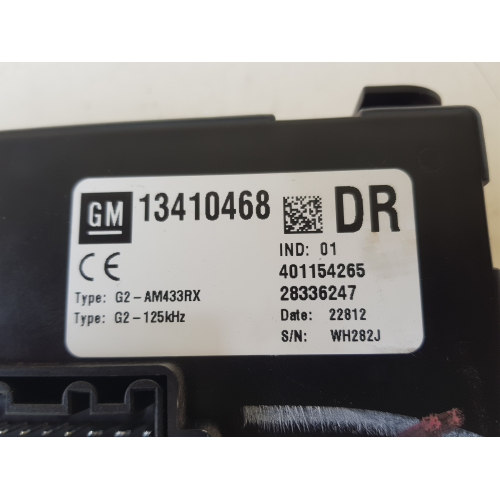 GM 13410468 DR
IND: 01
CE 401154265
Type: G2-AM433RX 28336247
Type: G2-125kHz Date: 22812
S/N: WH282J